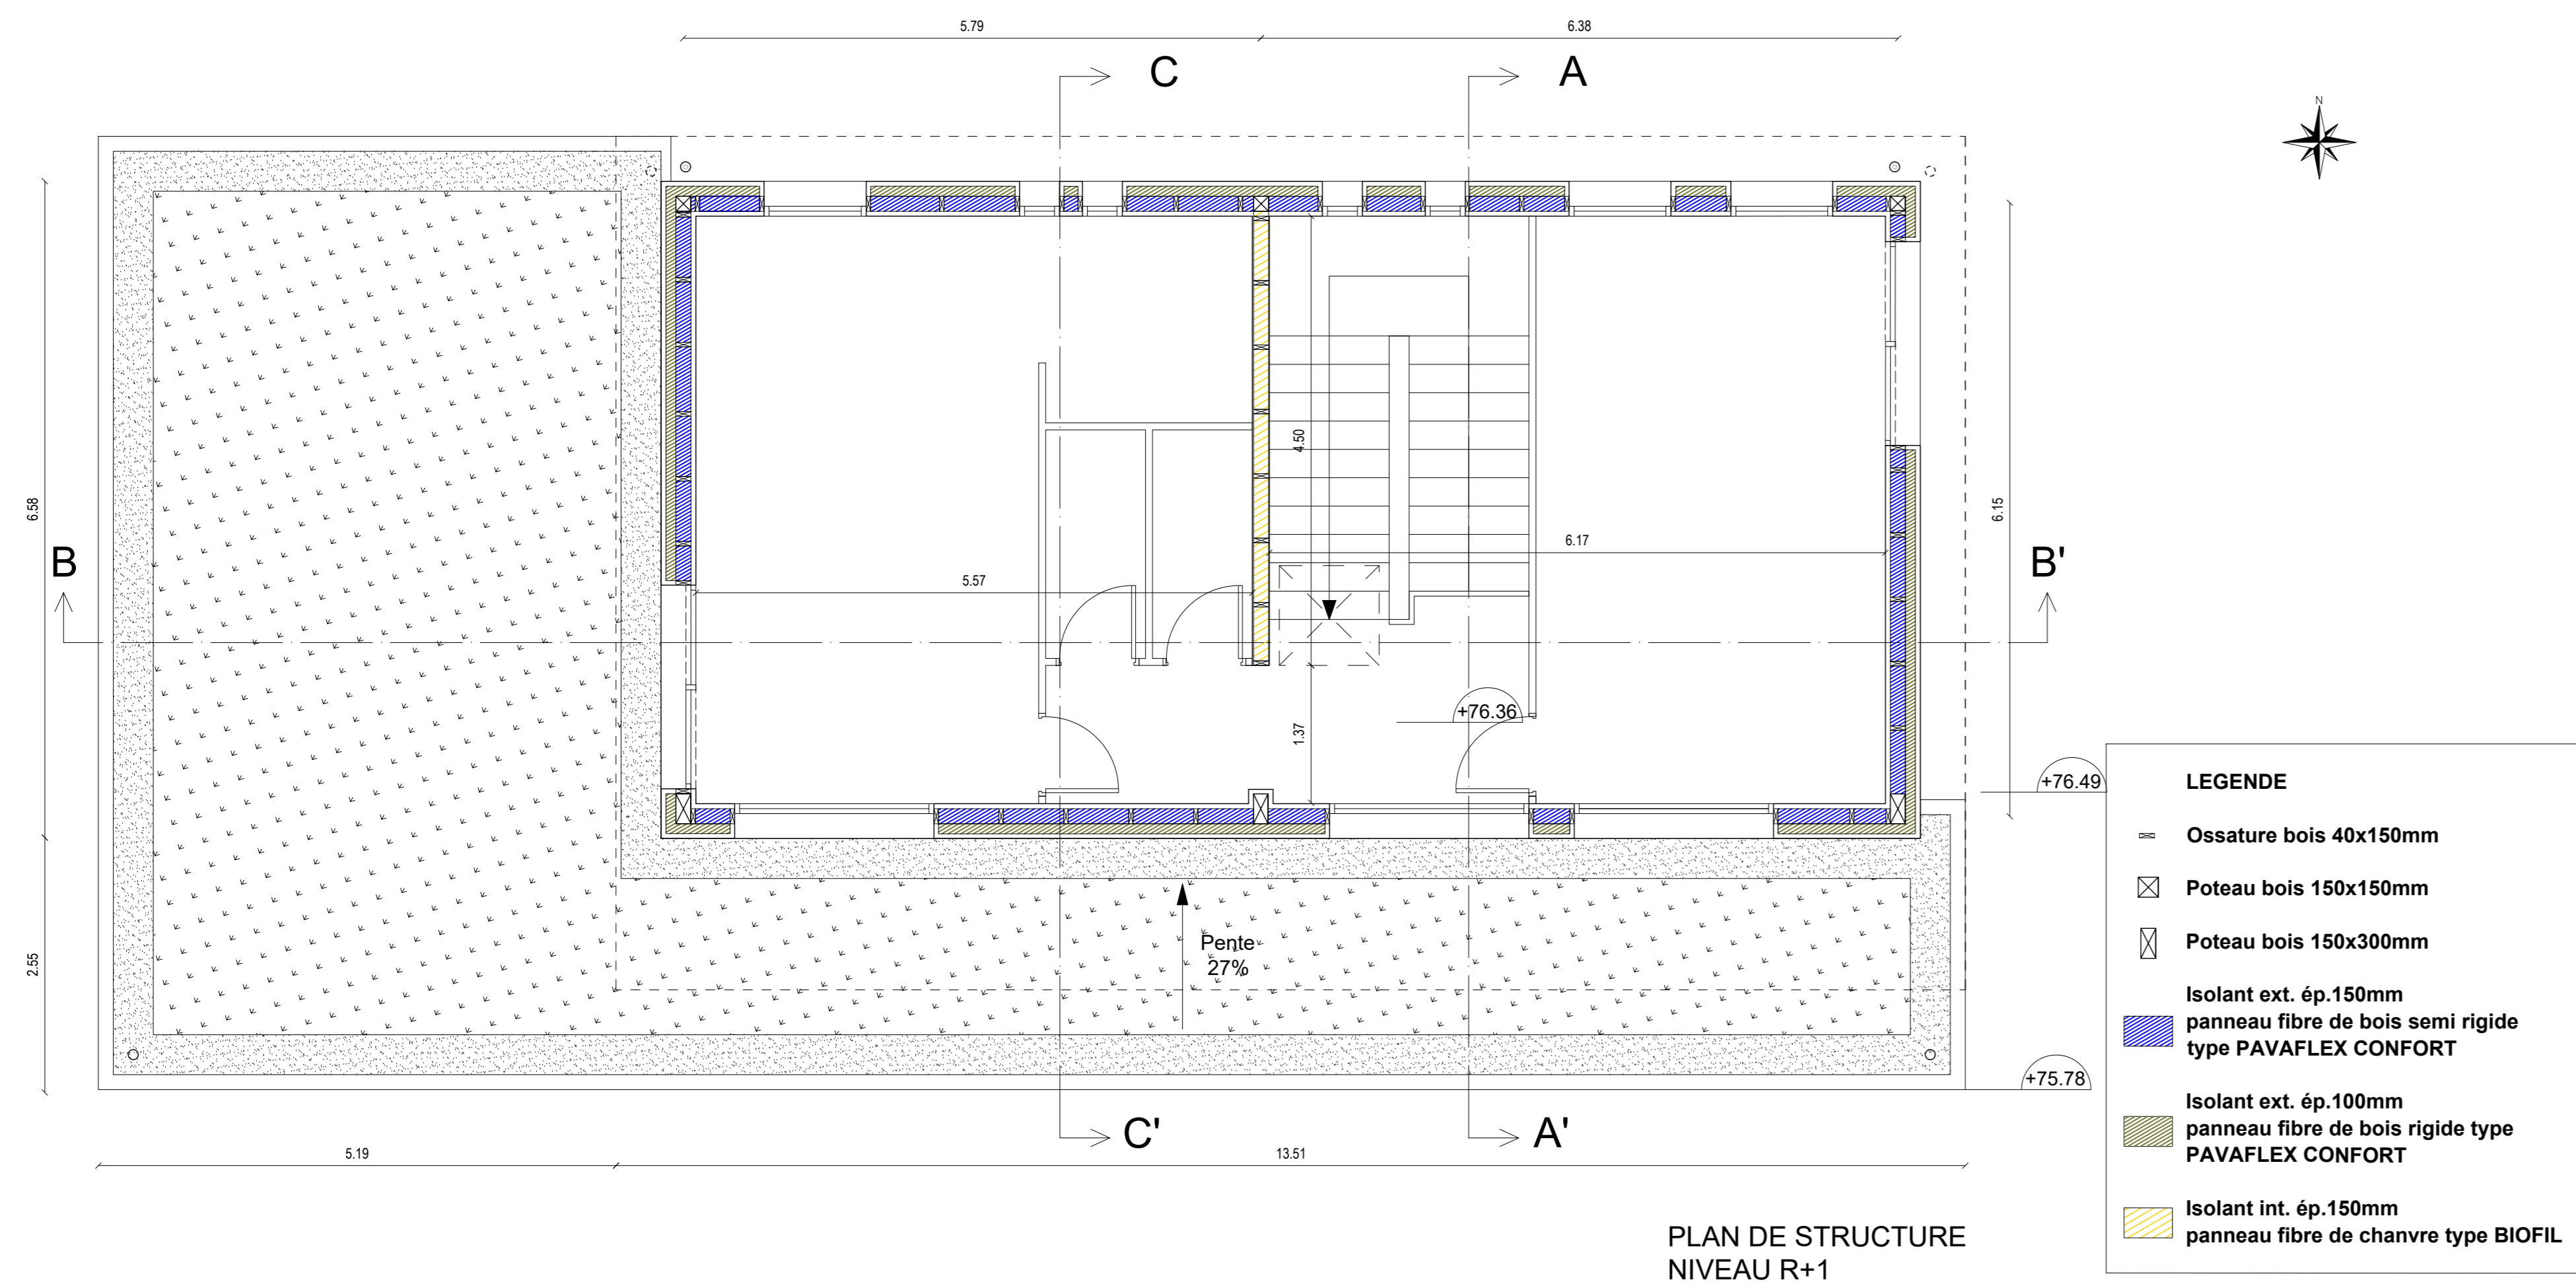 5.79
6.38
C
A
N
6.58
4.50
6.15
B
6.17
B'
5.57
+76.36
1.37
+76.49
LEGENDE
Ossature bois 40x150mm
Poteau bois 150x150mm
Poteau bois 150x300mm
Isolant ext. ép.150mm
panneau fibre de bois semi rigide
type PAVAFLEX CONFORT
Isolant ext. ép.100mm
panneau fibre de bois rigide type
PAVAFLEX CONFORT
Isolant int. ép.150mm
panneau fibre de chanvre type BIOFIL
2.55
Pente
27%
+75.78
C'
A'
5.19
13.51
PLAN DE STRUCTURE
NIVEAU R+1